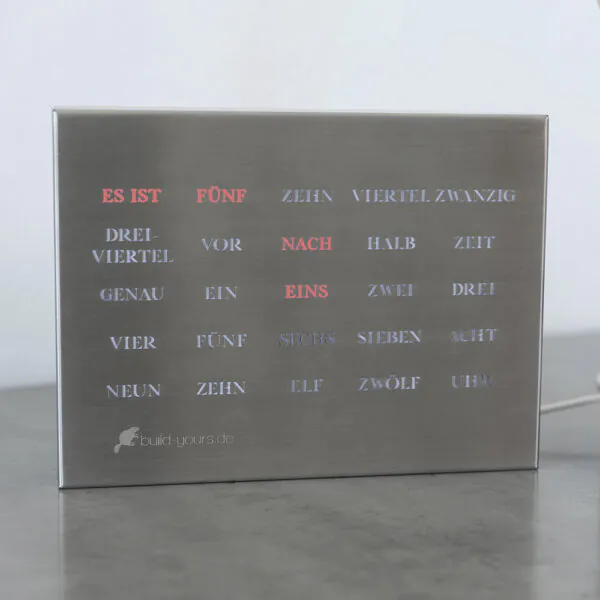 ES IST FÜNF ZEHN VIERTEL ZWANZIG
DREI-
VIERTEL VOR NACH HALB ZEIT
GENAU EIN EINS ZWEI DREI
VIER FÜNF SECHS SIEBEN ACHT
NEUN ZEHN ELF ZWÖLF UHR
build-yours.de